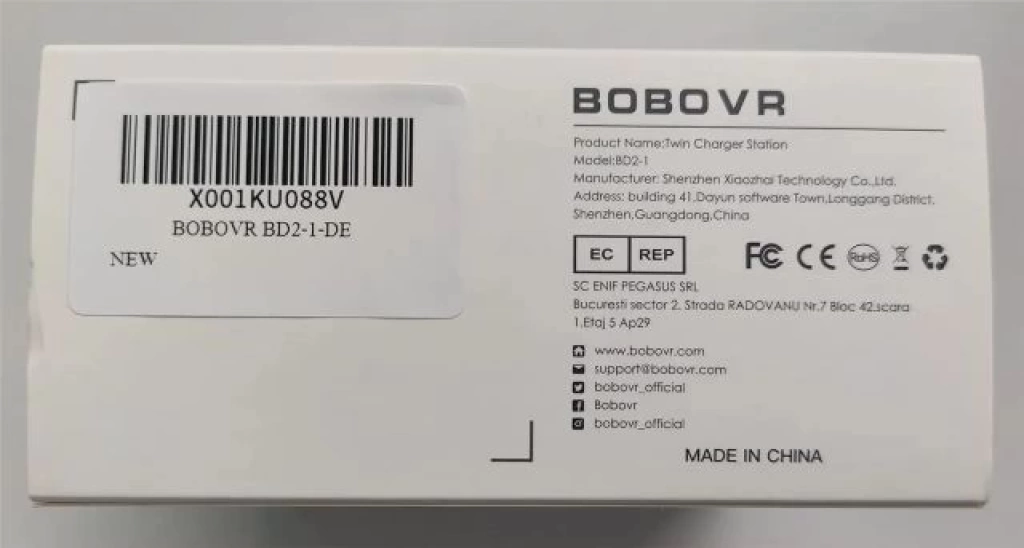 X001KU088V
BOBOVR BD2-1-DE
NEW
BOBOVR
Product Name:Twin Charger Station
Model:BD2-1
Manufacturer: Shenzhen Xiaozhai Technology Co.,Ltd.
Address: building 41,Dayun software Town,Longgang District,
Shenzhen,Guangdong,China
EC REP
FC CE RoHS
SC ENIF PEGASUS SRL
Bucuresti sector 2, Strada RADOVANU Nr.7 Bloc 42,scara
1,Etaj 5 Ap29
www.bobovr.com
support@bobovr.com
bobovr_official
Bobovr
bobovr_official
MADE IN CHINA